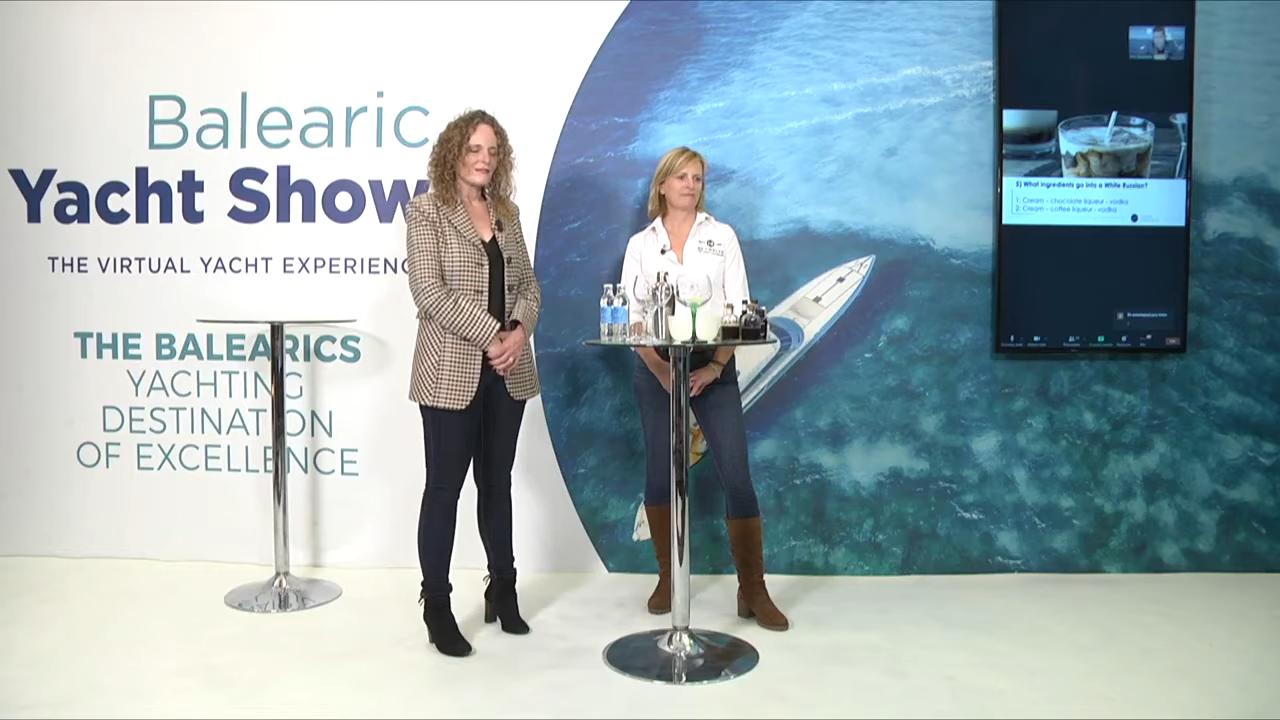 Balearic
Yacht Show
THE VIRTUAL YACHT EXPERIENC
THE BALEARICS
YACHTING
DESTINATION
OF EXCELLENCE
5) What ingredients go into a White Russian?
1: Cream - chocolate liqueur - vodka
2: Cream - coffee liqueur - vodka